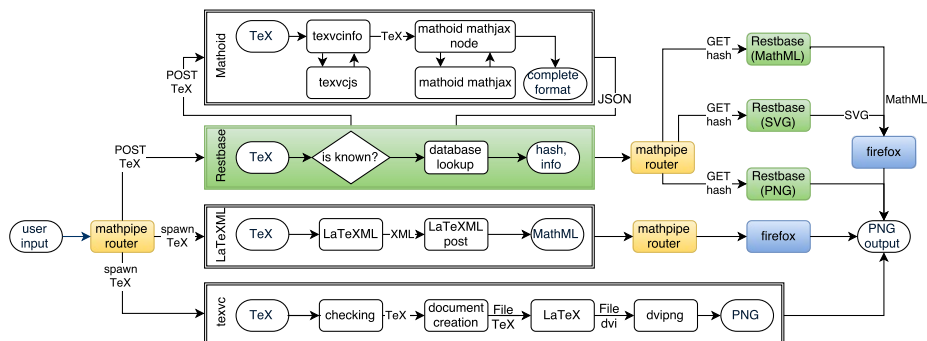 Mathoid
TeX
texvcinfo
TeX
mathoid mathjax
node
texvcjs
mathoid mathjax
complete
format
POST
TeX
JSON
GET
hash
Restbase
(MathML)
MathML
GET
hash
Restbase
(SVG)
SVG
firefox
POST
TeX
Restbase
TeX
is known?
database
lookup
hash,
info
mathpipe
router
GET
hash
Restbase
(PNG)
user
input
mathpipe
router
spawn
TeX
LaTeXML
TeX
LaTeXML
XML
LaTeXML
post
MathML
mathpipe
router
firefox
PNG
output
spawn
TeX
texvc
TeX
checking
TeX
document
creation
File
TeX
LaTeX
File
dvi
dvipng
PNG